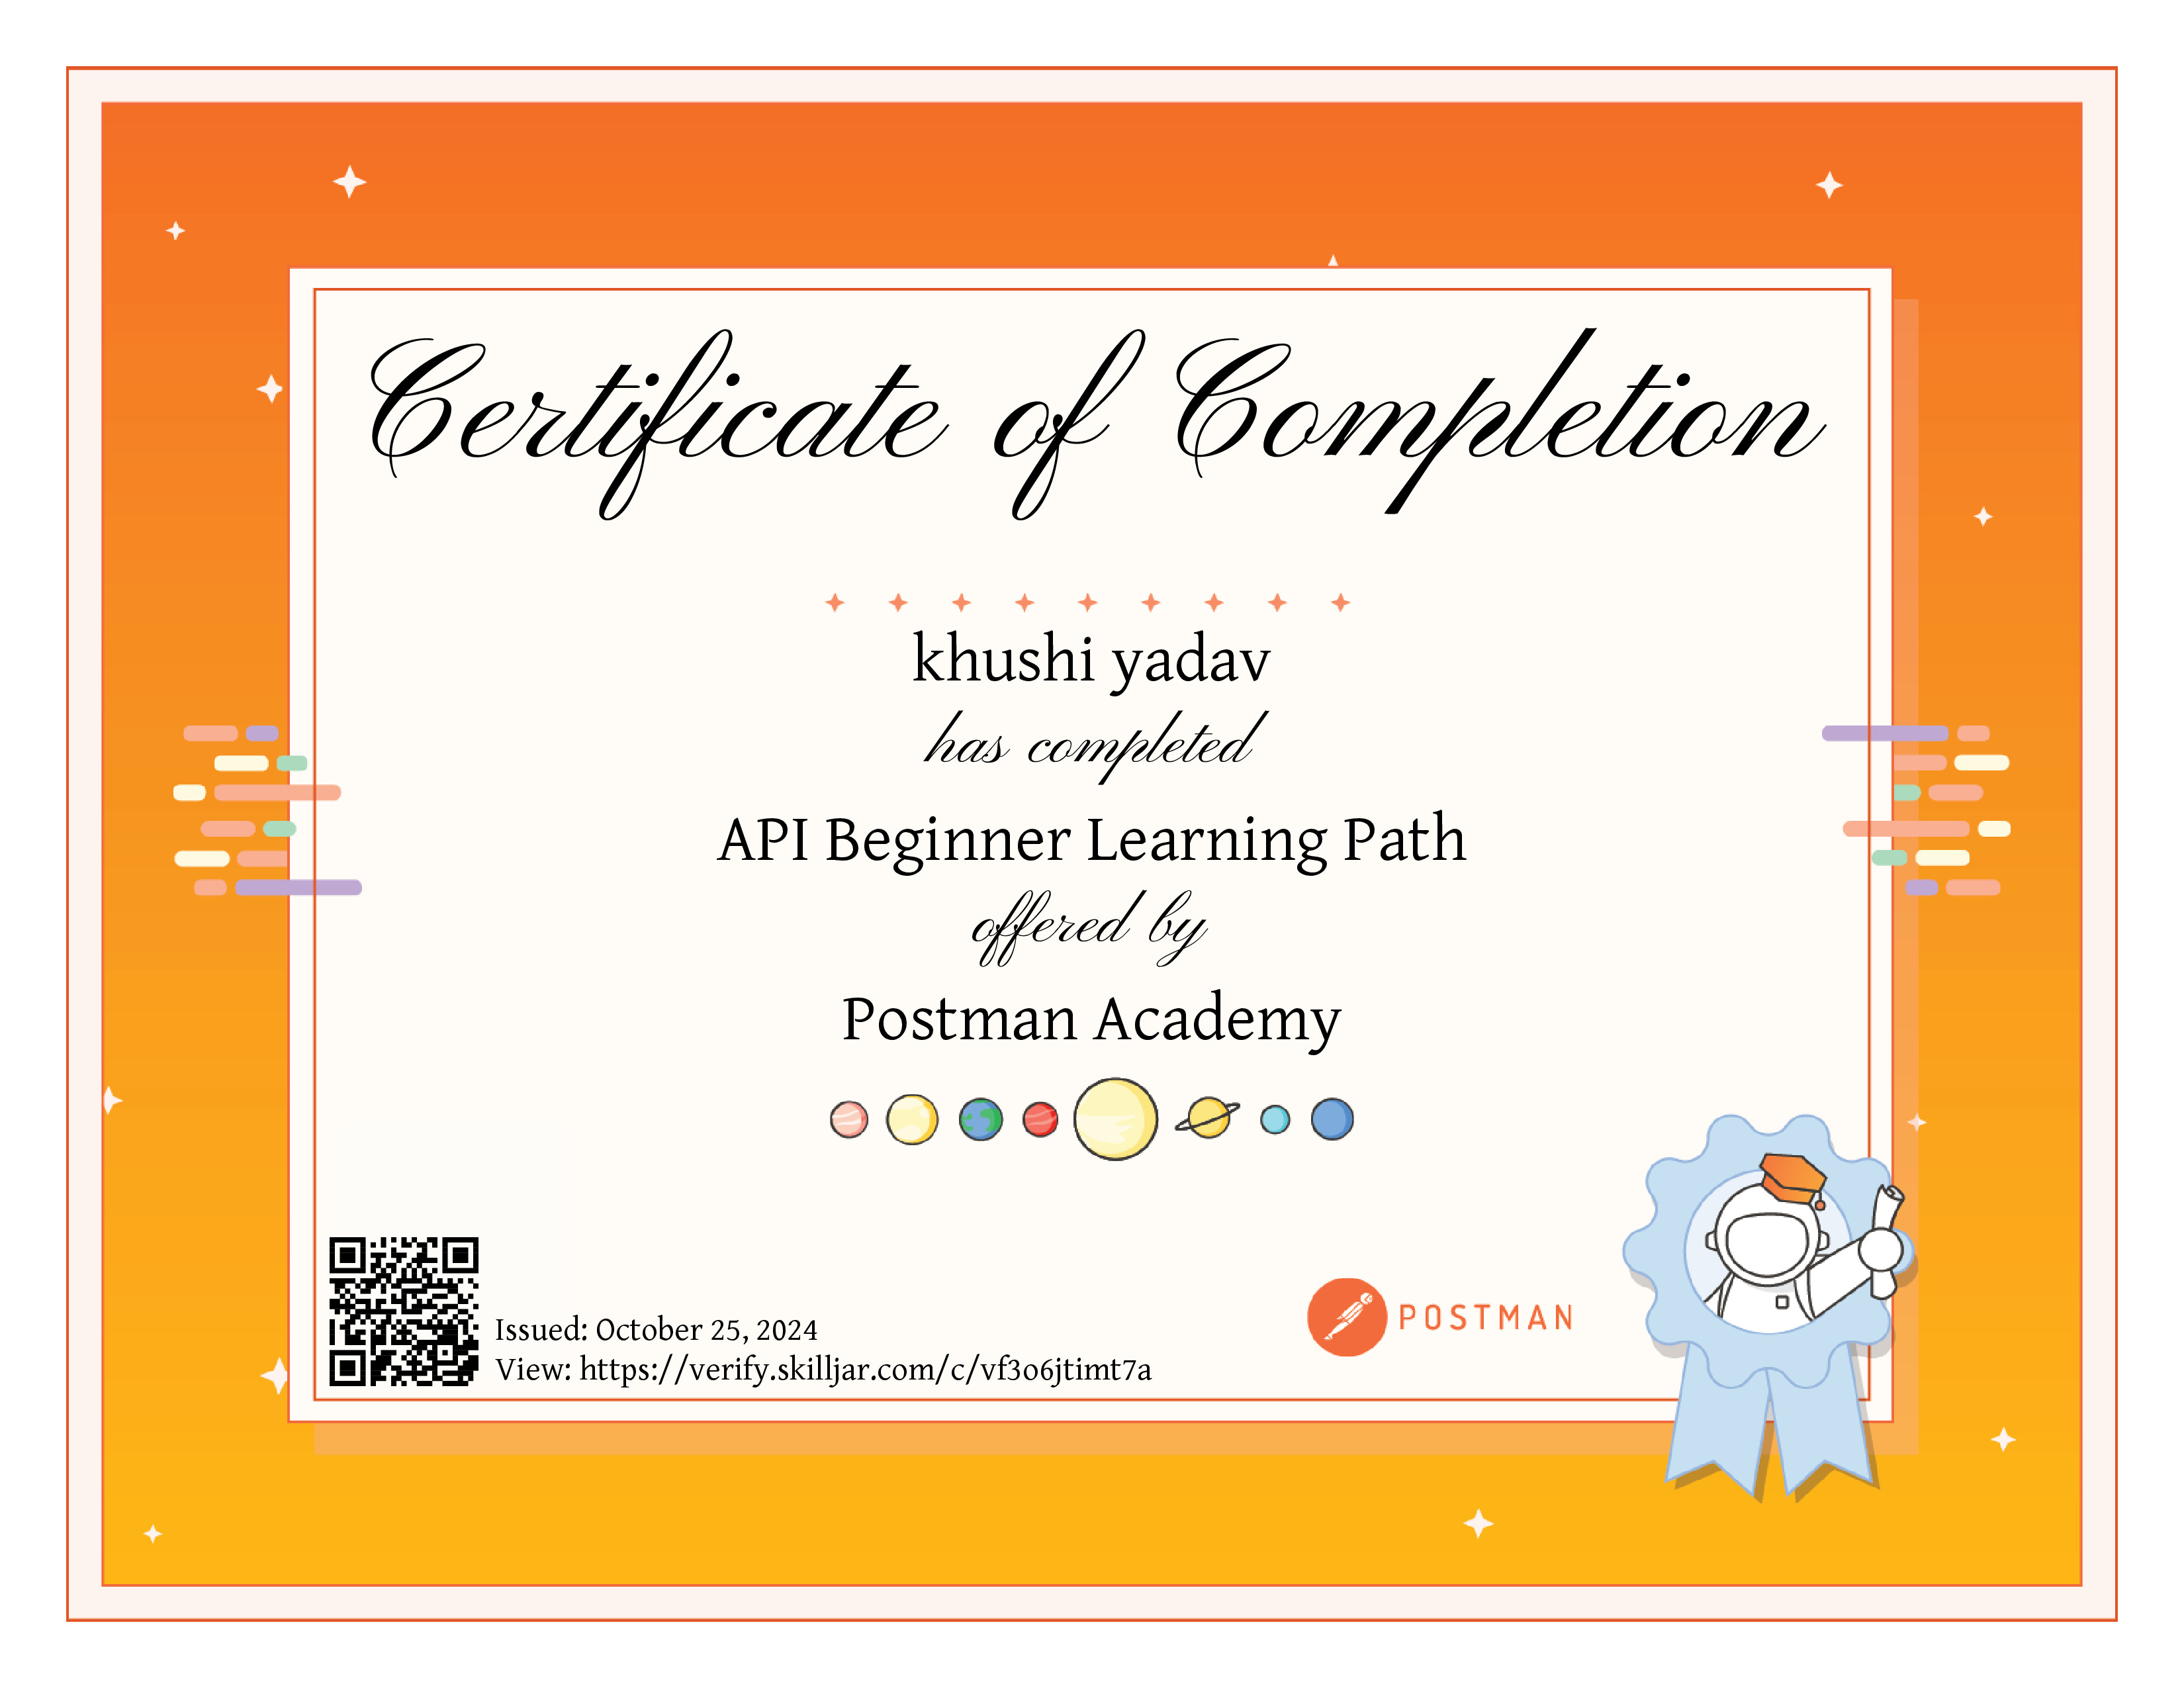 Certificate of Completion
khushi yadav
has completed
API Beginner Learning Path
offered by
Postman Academy
Issued: October 25, 2024
View: https://verify.skilljar.com/c/vf3o6jtimt7a
POSTMAN